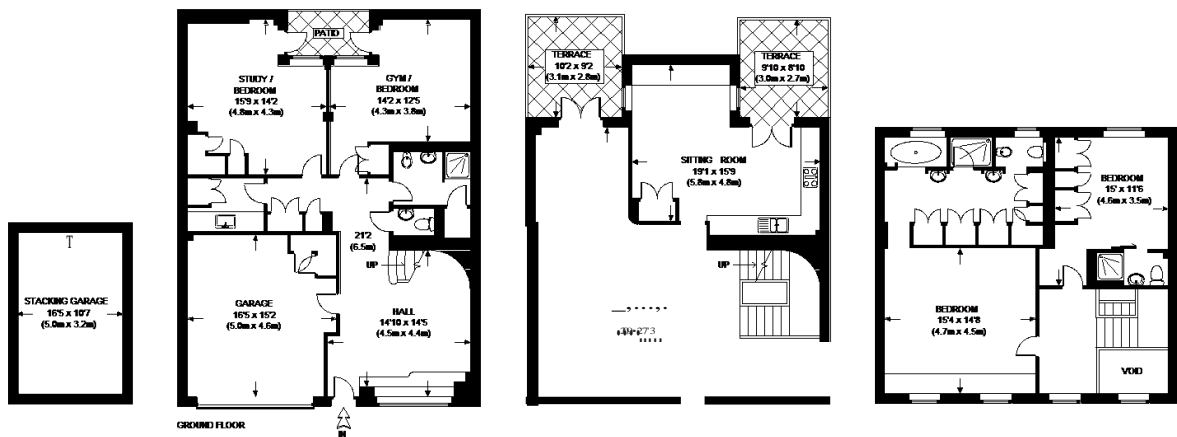 STACKING GARAGE
16'5 x 10'7
(5.0m x 3.2m)
PATIO
STUDY /
BEDROOM
15'9 x 14'2
(4.8m x 4.3m)
GYM /
BEDROOM
14'2 x 12'5
(4.3m x 3.8m)
21'2
(6.5m)
UP
GARAGE
16'5 x 15'2
(5.0m x 4.6m)
HALL
14'10 x 14'5
(4.5m x 4.4m)
GROUND FLOOR
IN
TERRACE
10'2 x 9'2
(3.1m x 2.8m)
TERRACE
9'10 x 8'10
(3.0m x 2.7m)
SITTING ROOM
19'1 x 15'9
(5.8m x 4.8m)
UP
BEDROOM
15' x 11'6
(4.6m x 3.5m)
BEDROOM
15'4 x 14'8
(4.7m x 4.5m)
VOID